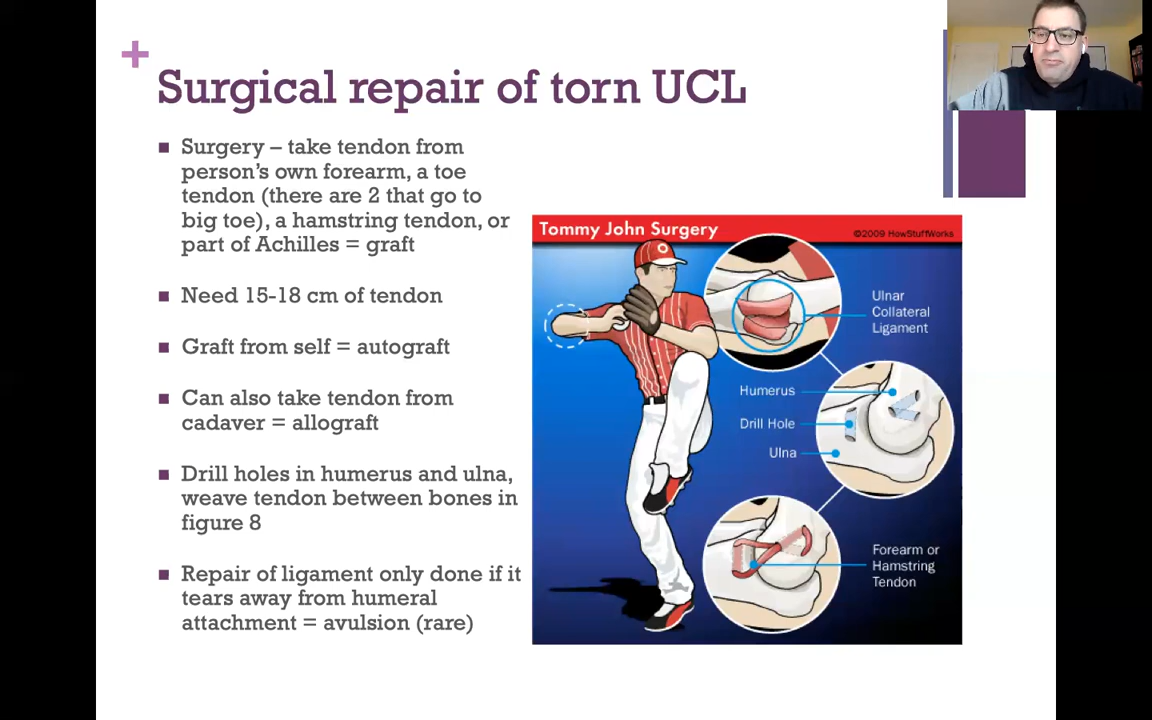 +
Surgical repair of torn UCL
Surgery – take tendon from
person's own forearm, a toe
tendon (there are 2 that go to
big toe), a hamstring tendon, or
part of Achilles = graft
Need 15-18 cm of tendon
Graft from self = autograft
Can also take tendon from
cadaver = allograft
Drill holes in humerus and ulna,
weave tendon between bones in
figure 8
Repair of ligament only done if it
tears away from humeral
attachment = avulsion (rare)
Tommy John Surgery
©2009 HowStuffWorks
Ulnar
Collateral
Ligament
Humerus
Drill Hole
Ulna
Forearm or
Hamstring
Tendon